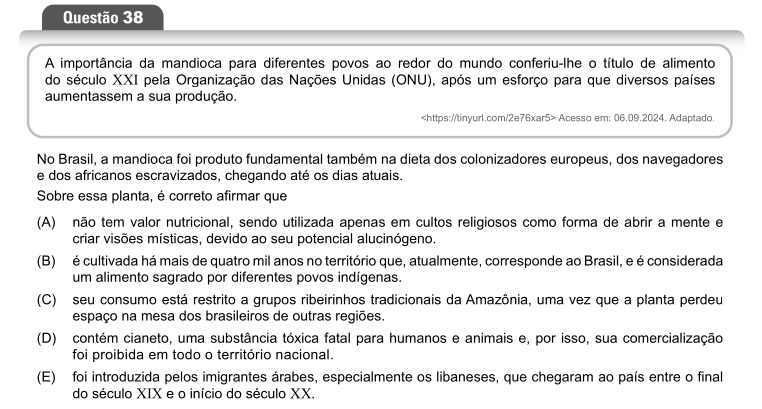 Questão 38
A importância da mandioca para diferentes povos ao redor do mundo conferiu-lhe o título de alimento
do século XXI pela Organização das Nações Unidas (ONU), após um esforço para que diversos países
aumentassem a sua produção.
<https://tinyurl.com/2e76xar5> Acesso em: 06.09.2024. Adaptado.
No Brasil, a mandioca foi produto fundamental também na dieta dos colonizadores europeus, dos navegadores
e dos africanos escravizados, chegando até os dias atuais.
Sobre essa planta, é correto afirmar que
(A) não tem valor nutricional, sendo utilizada apenas em cultos religiosos como forma de abrir a mente e
criar visões místicas, devido ao seu potencial alucinógeno.
(B) é cultivada há mais de quatro mil anos no território que, atualmente, corresponde ao Brasil, e é considerada
um alimento sagrado por diferentes povos indígenas.
(C) seu consumo está restrito a grupos ribeirinhos tradicionais da Amazônia, uma vez que a planta perdeu
espaço na mesa dos brasileiros de outras regiões.
(D) contém cianeto, uma substância tóxica fatal para humanos e animais e, por isso, sua comercialização
foi proibida em todo o território nacional.
(E) foi introduzida pelos imigrantes árabes, especialmente os libaneses, que chegaram ao país entre o final
do século XIX e o início do século XX.